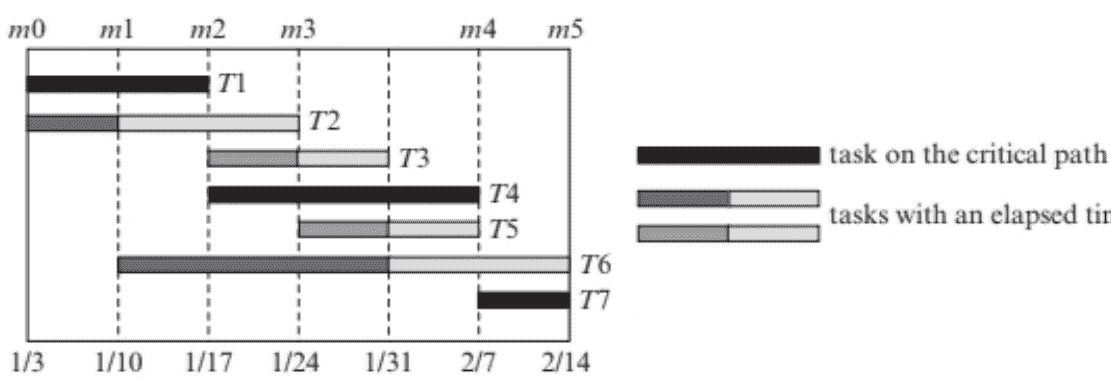 m0 m1 m2 m3 m4 m5
T1
T2
T3
task on the critical path
T4
T5
tasks with an elapsed
T6
T7
1/3 1/10 1/17 1/24 1/31 2/7 2/14